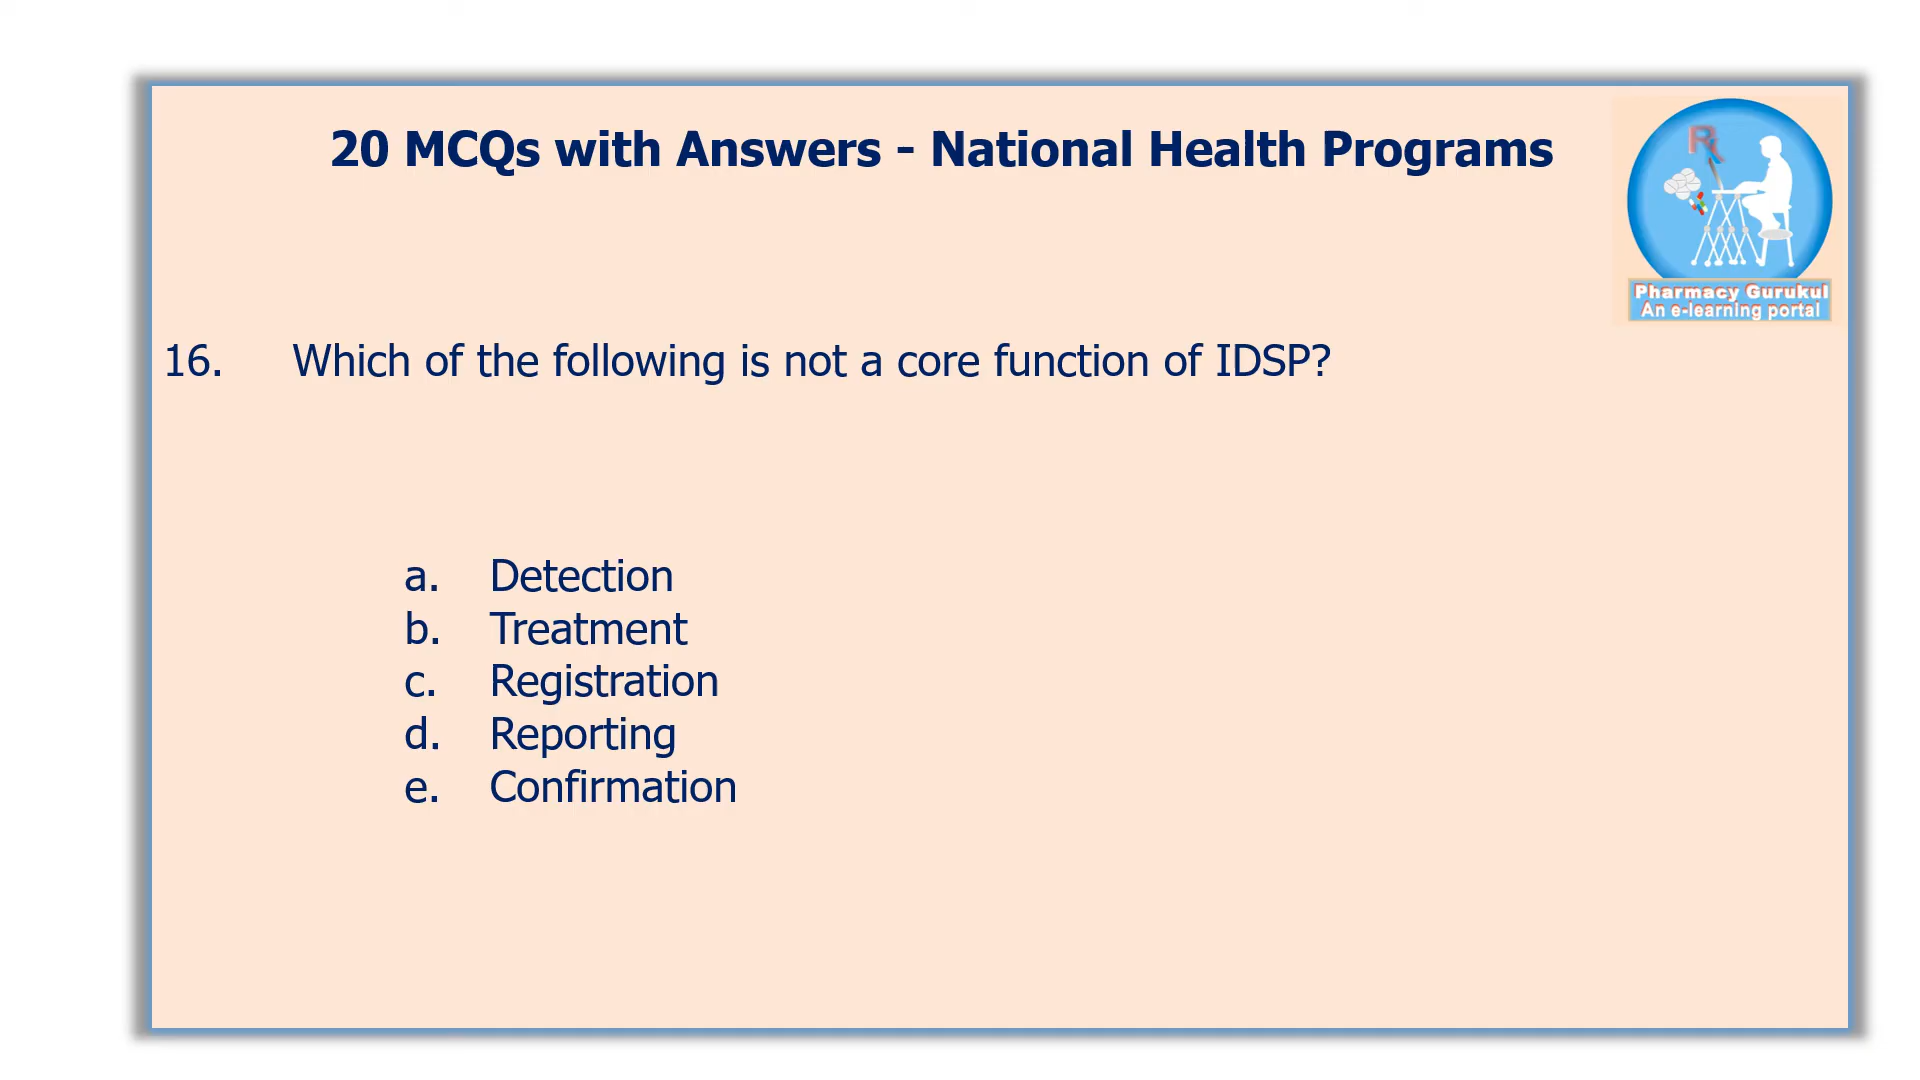 20 MCQs with Answers - National Health Programs
Rx
Pharmacy Gurukul
An e-learning portal
16. Which of the following is not a core function of IDSP?
a. Detection
b. Treatment
c. Registration
d. Reporting
e. Confirmation